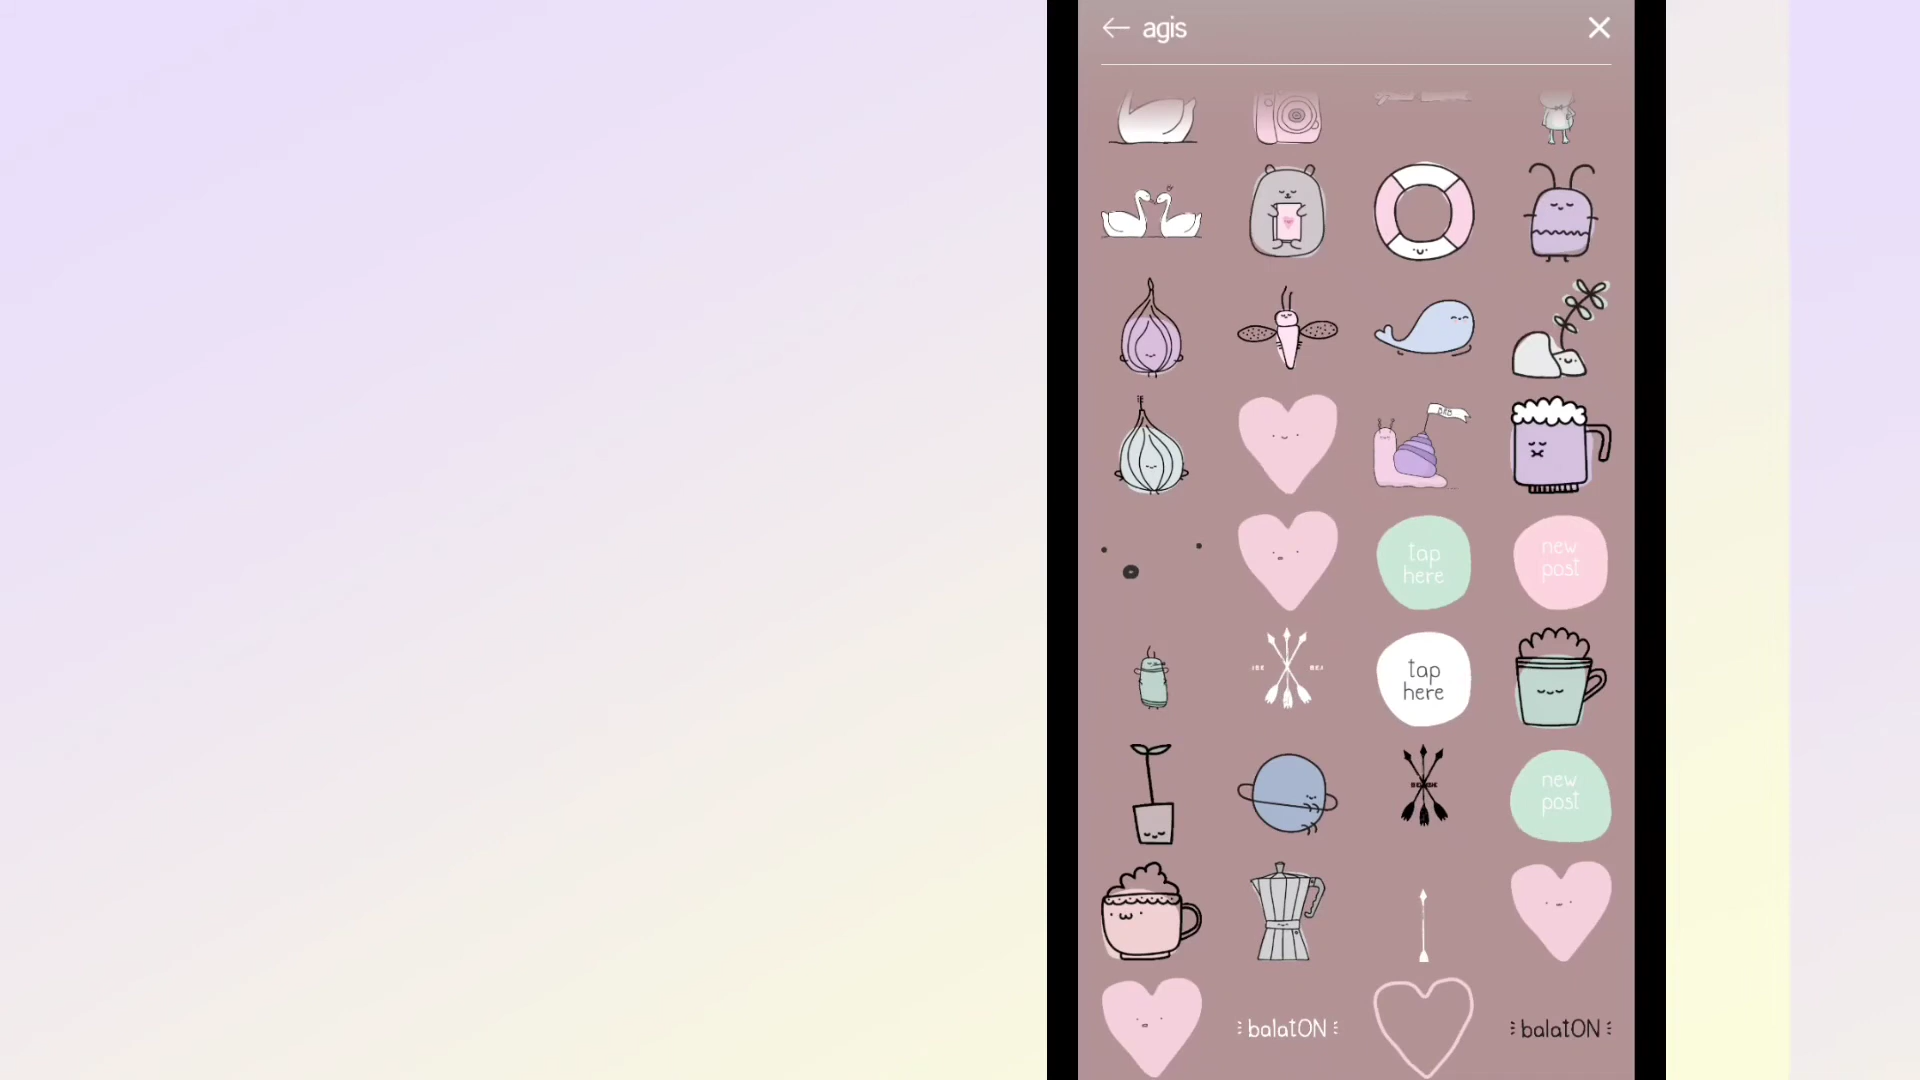 agis
tap
here
new
post
tap
here
new
post
balatON
balatON